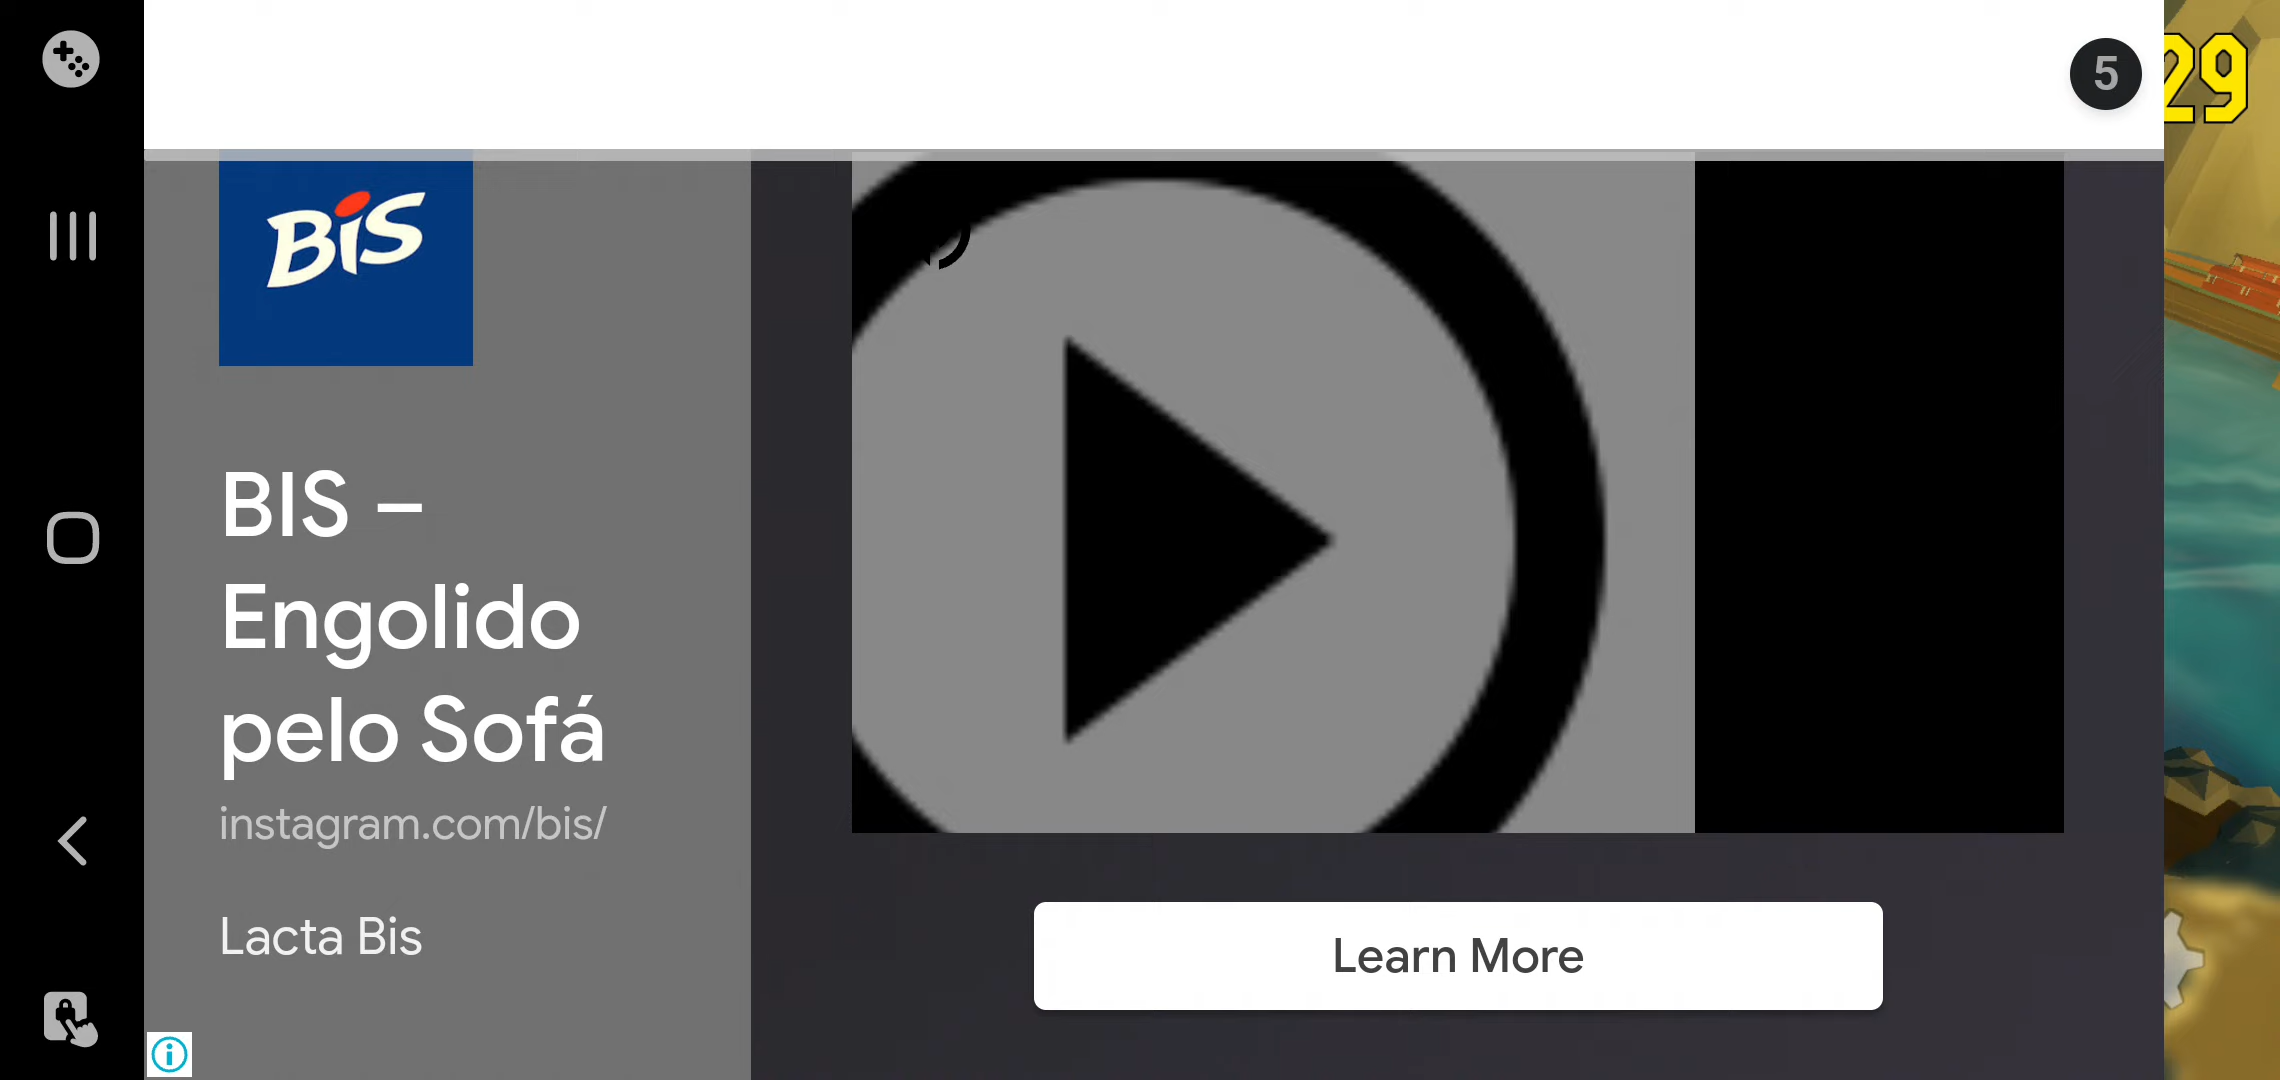 5
29
BIS
BIS –
Engolido
pelo Sofá
instagram.com/bis/
Lacta Bis
Learn More